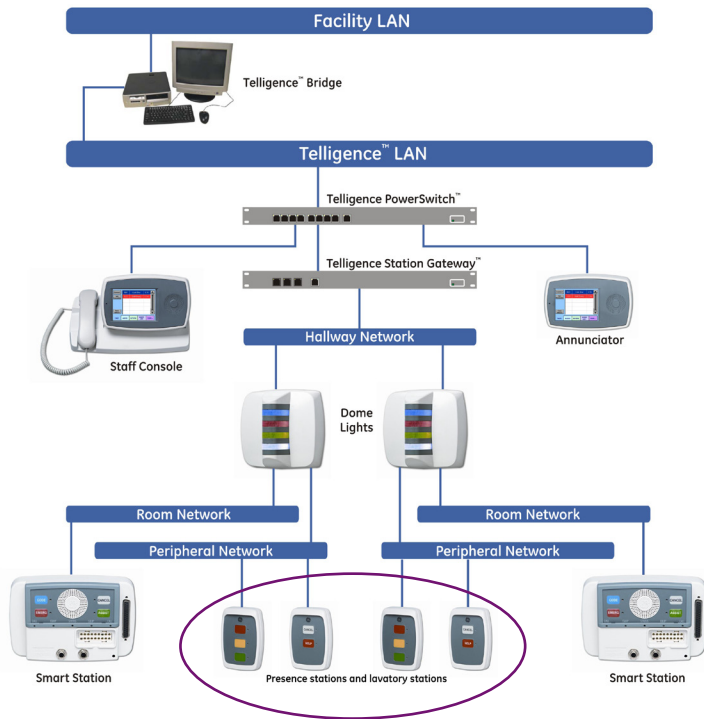 Facility LAN
Telligence™ Bridge
Telligence™ LAN
Telligence PowerSwitch™
Telligence Station Gateway™
Hallway Network
Staff Console
Annunciator
Dome
Lights
Room Network
Room Network
Peripheral Network
Peripheral Network
Smart Station
Presence stations and lavatory stations
Smart Station